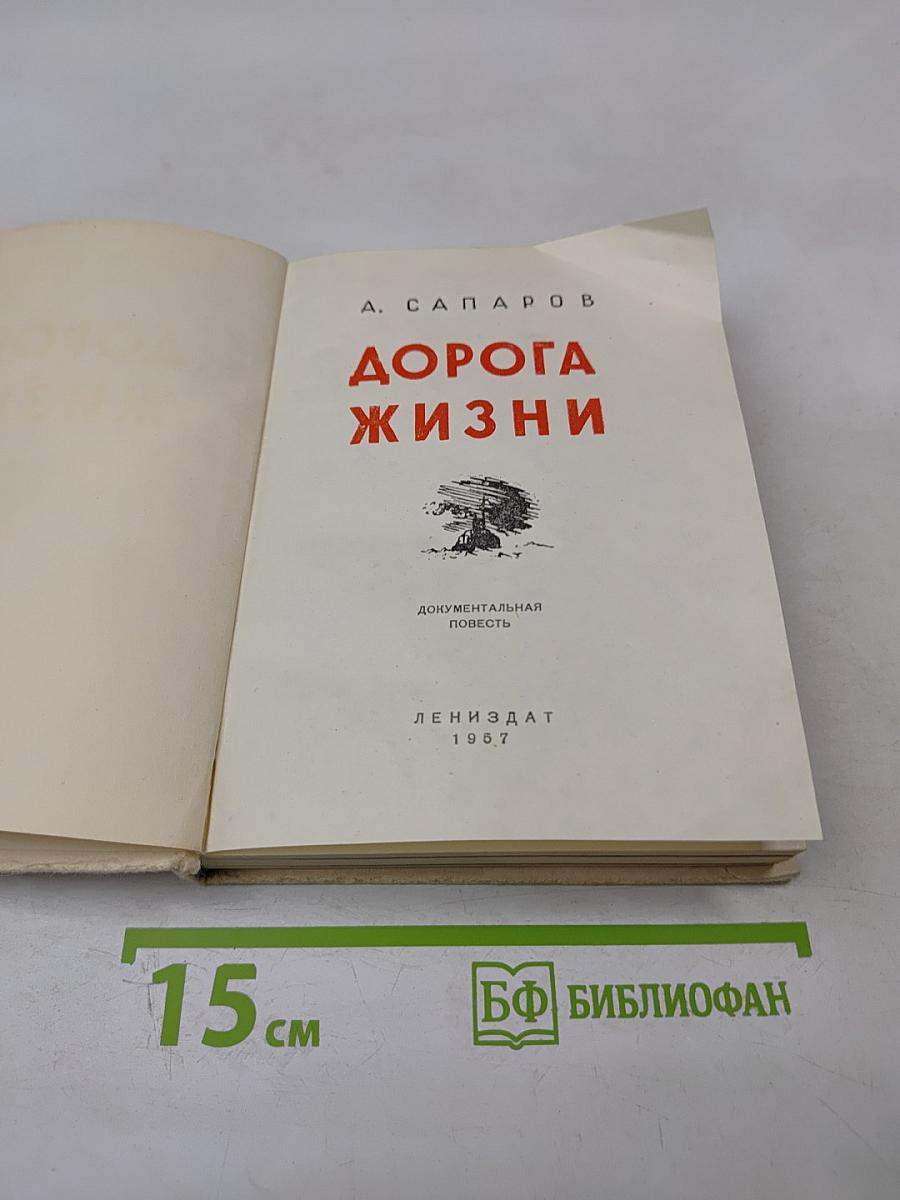 А. САПАРОВ
ДОРОГА
ЖИЗНИ
ДОКУМЕНТАЛЬНАЯ
ПОВЕСТЬ
ЛЕНИЗДАТ
1957
15 см
БФ БИБЛИОФАН